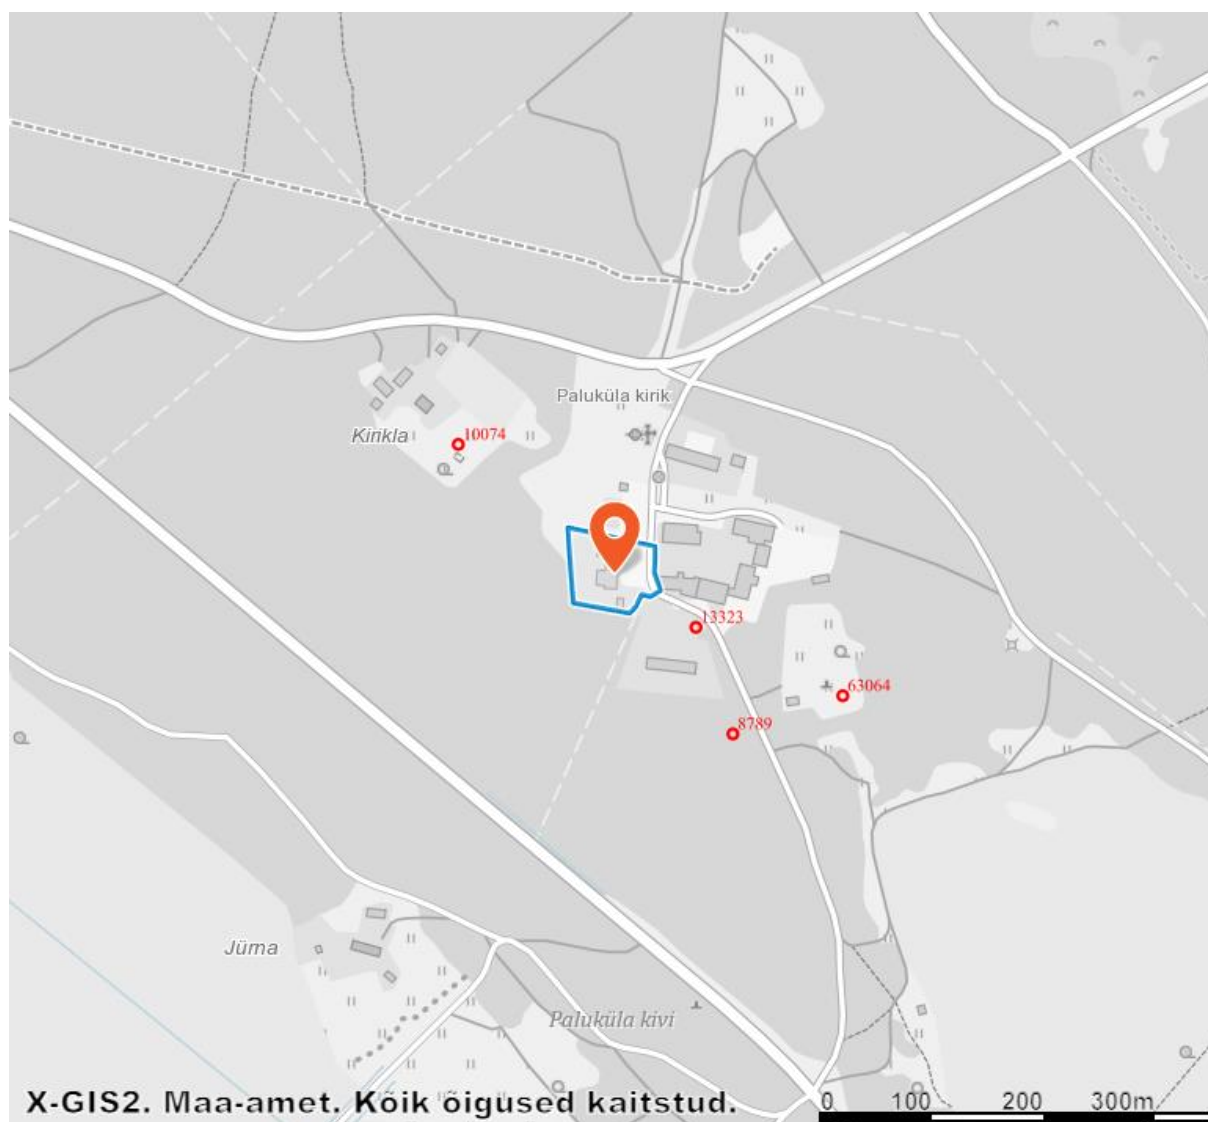 Paluküla kirik
Kirikla
10074
13323
63064
8789
Jürna
Paluküla kivi
X-GIS2. Maa-amet. Kõik õigused kaitstud.
0 100 200 300m